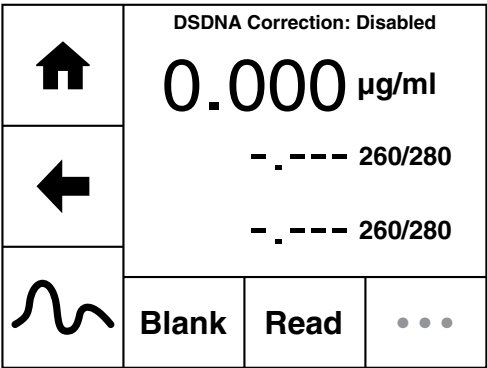 DSDNA Correction: Disabled
0.000 µg/ml
-.--- 260/280
-.--- 260/280
Blank Read